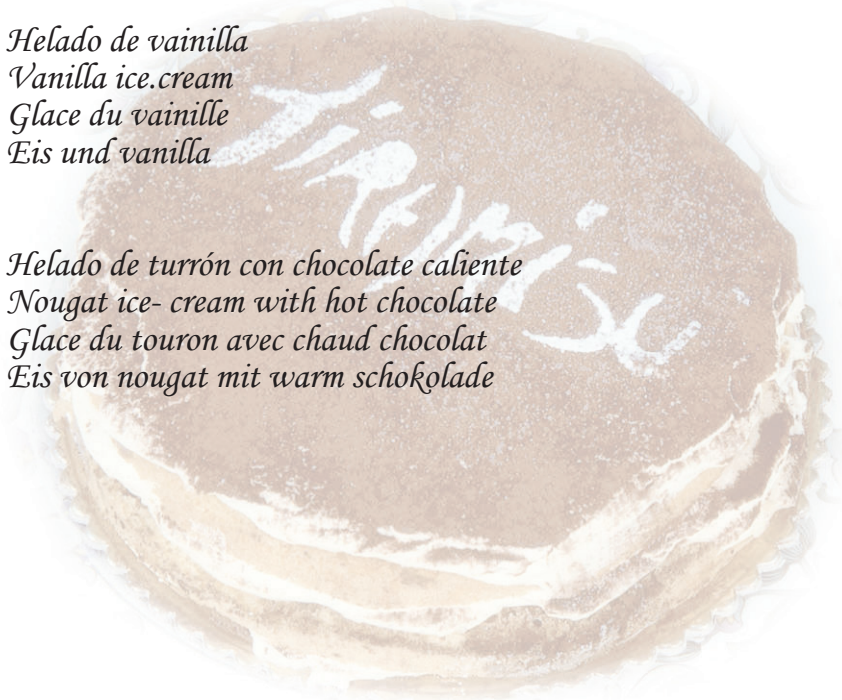 Helado de vainilla
Vanilla ice.cream
Glace du vainille
Eis und vanilla
Helado de turrón con chocolate caliente
Nougat ice- cream with hot chocolate
Glace du touron avec chaud chocolat
Eis von nougat mit warm schokolade
TiRAMiSU